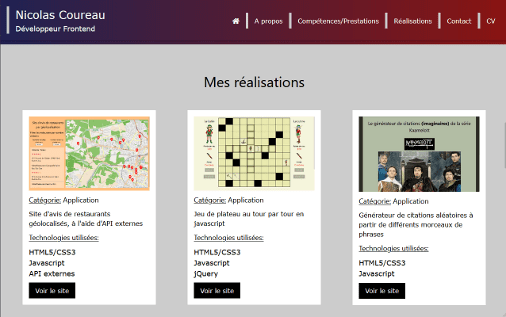 Nicolas Coureau
Développeur Frontend
A propos
Compétences/Prestations
Réalisations
Contact
CV
Mes réalisations
Catégorie: Application
Site d'avis de restaurants
géolocalisés, à l'aide d'API externes
Technologies utilisées:
HTML5/CSS3
Javascript
API externes
Voir le site
Catégorie: Application
Jeu de plateau au tour par tour en
javascript
Technologies utilisées:
HTML5/CSS3
Javascript
jQuery
Voir le site
Le générateur de citations (imaginaires) de la série
Kaamelott
Catégorie: Application
Générateur de citations aléatoires à
partir de différents morceaux de
phrases
HTML5/CSS3
Javascript
Voir le site